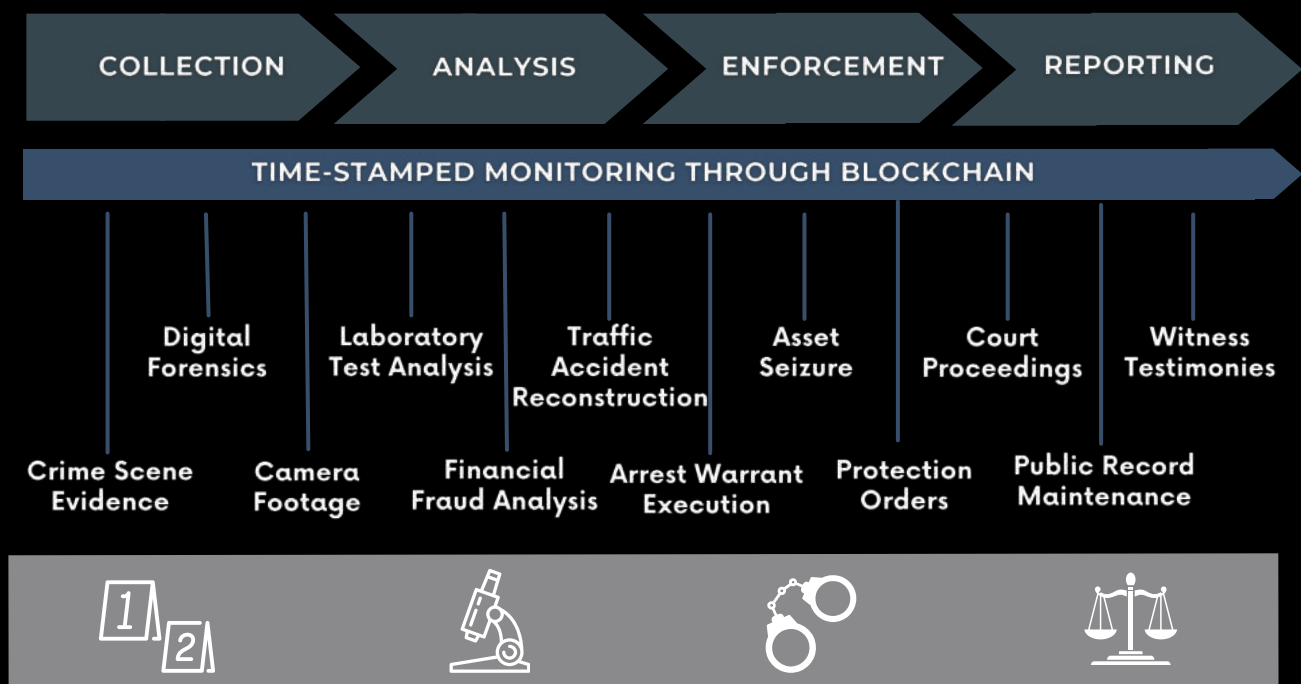 COLLECTION
ANALYSIS
ENFORCEMENT
REPORTING
TIME-STAMPED MONITORING THROUGH BLOCKCHAIN
Digital
Forensics
Laboratory
Test Analysis
Traffic
Accident
Reconstruction
Asset
Seizure
Court
Proceedings
Witness
Testimonies
Crime Scene
Evidence
Camera
Footage
Financial
Fraud Analysis
Arrest Warrant
Execution
Protection
Orders
Public Record
Maintenance
1
2